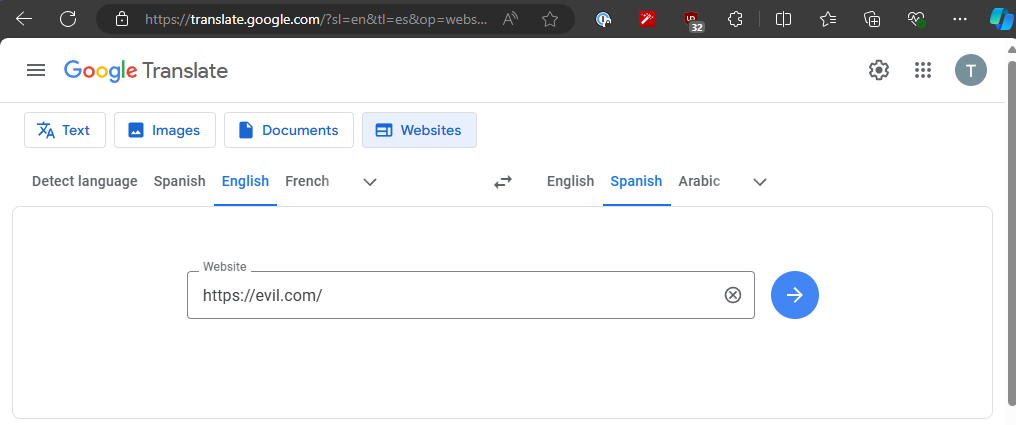 https://translate.google.com/?sl=en&tl=es&op=webs...
A
UD
32
Google Translate
T
Text
Images
Documents
Websites
Detect language Spanish English French
English Spanish Arabic
Website
https://evil.com/